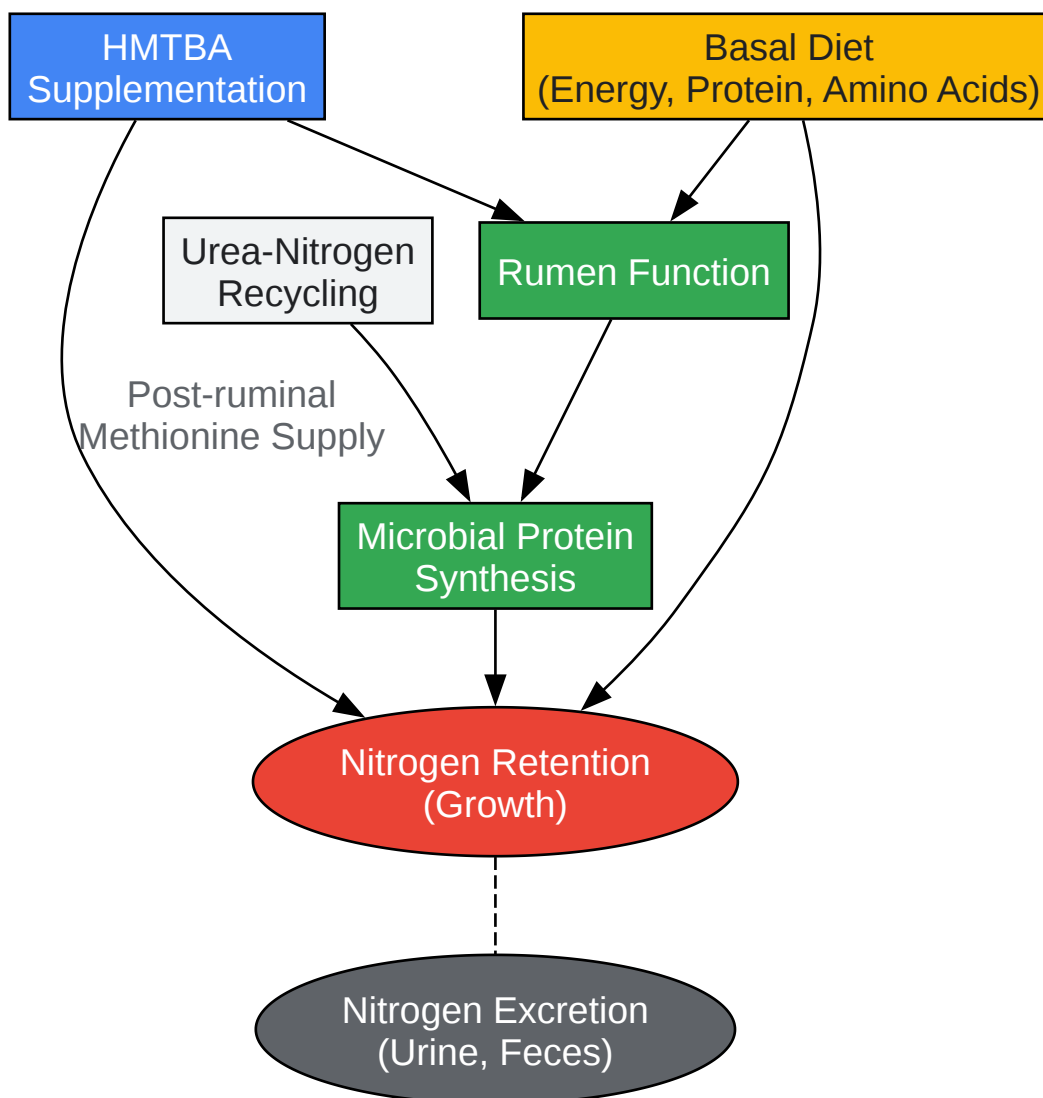 HMTBA
Supplementation
Basal Diet
(Energy, Protein, Amino Acids)
Urea-Nitrogen
Recycling
Rumen Function
Post-ruminal
Methionine Supply
Microbial Protein
Synthesis
Nitrogen Retention
(Growth)
Nitrogen Excretion
(Urine, Feces)